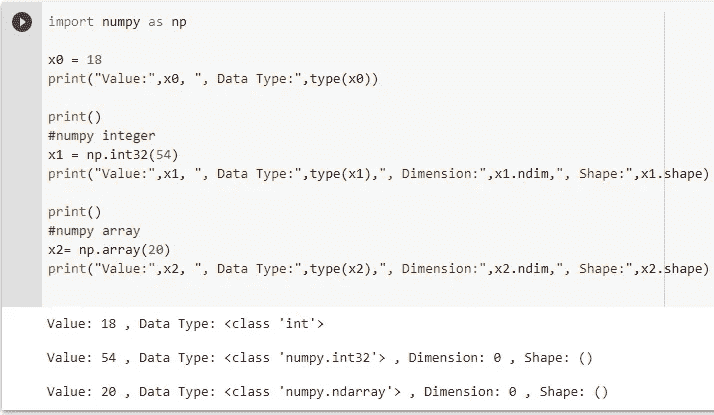 import numpy as np
x0 = 18
print("Value:",x0, ", Data Type:",type(x0))
print()
#numpy integer
x1 = np.int32(54)
print("Value:",x1, ", Data Type:",type(x1),", Dimension:",x1.ndim,", Shape:",x1.shape)
print()
#numpy array
x2= np.array(20)
print("Value:",x2, ", Data Type:",type(x2),", Dimension:",x2.ndim,", Shape:",x2.shape)
Value: 18 , Data Type: <class 'int'>
Value: 54 , Data Type: <class 'numpy.int32'> , Dimension: 0 , Shape: ()
Value: 20 , Data Type: <class 'numpy.ndarray'> , Dimension: 0 , Shape: ()